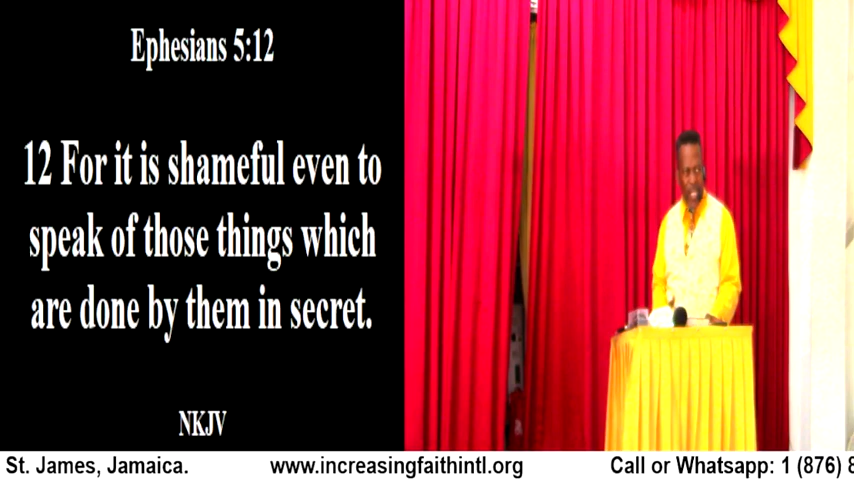 Ephesians 5:12
12 For it is shameful even to
speak of those things which
are done by them in secret.
NKJV
St. James, Jamaica. www.increasingfaithintl.org Call or Whatsapp: 1 (876)